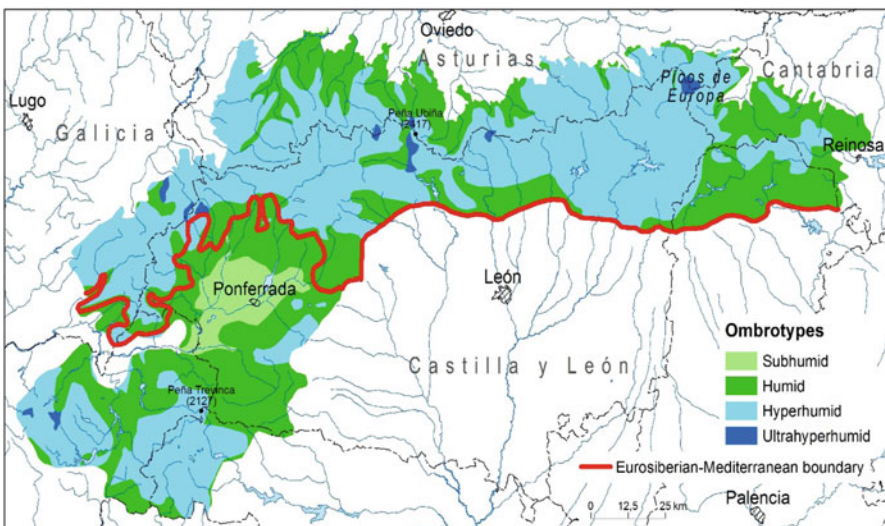 Oviedo
Asturias
Cantabria
Picos de
Europa
Lugo
Galicia
Peña Ubiña
(2417)
Reinosa
León
Ponferrada
Castilla y León
Peña Trevinca
(2127)
Ombrotypes
Subhumid
Humid
Hyperhumid
Ultrahyperhumid
Eurosiberian-Mediterranean boundary
0 12,5 25 km
Palencia